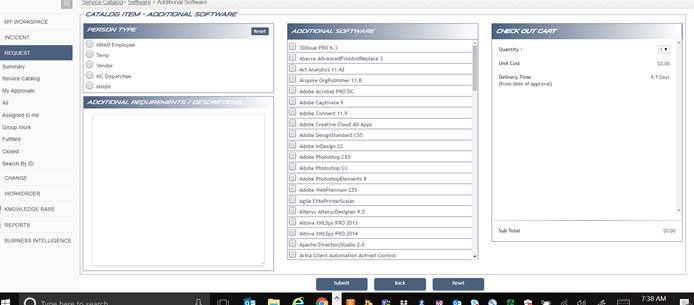 Service Catalog> Software > Additional Software
CATALOG ITEM - ADDITIONAL SOFTWARE
MY WORKSPACE
INCIDENT
REQUEST
Summary
Service Catalog
My Approvals
All
Assigned to me
Group Work
Fulfilled
Closed
Search By ID
CHANGE
WORKORDER
KNOWLEDGE BASE
REPORTS
BUSINESS INTELLIGENCE
PERSON TYPE
Reset
HHAO Employee
Temp
Vendor
KC Dispatchee
MMdM
ADDITIONAL REQUIREMENTS / DESCRIPTIONS
ADDITIONAL SOFTWARE
3DIssue PRO 6.3
Abacre AdvancedFindAndReplace 3
Act Analytics 11.42
Acquire OrgPublisher 11.8
Adobe Acrobat PRO DC
Adobe Captivate 9
Adobe Connect 11.9
Adobe Creative Cloud All Apps
Adobe DesignStandard CS5
Adobe InDesign CC
Adobe Photoshop CS5
Adobe Photoshop CC
Adobe PhotoshopElements 8
Adobe WebPremium CS5
Agile ElitePrinterScaler
Alteryx AlteryxDesigner 9.5
Altova XMLSpy PRO 2013
Altova XMLSpy PRO 2014
Apache DirectoryStudio 2.0
Ariba Client Automation ActiveX Control
CHECK OUT CART
Quantity :
1
Unit Cost
$0.00
Delivery Time
5-7 Days
(from date of approval)
Sub Total
$0.00
Submit
Back
Reset
Type here to search
7:38 AM